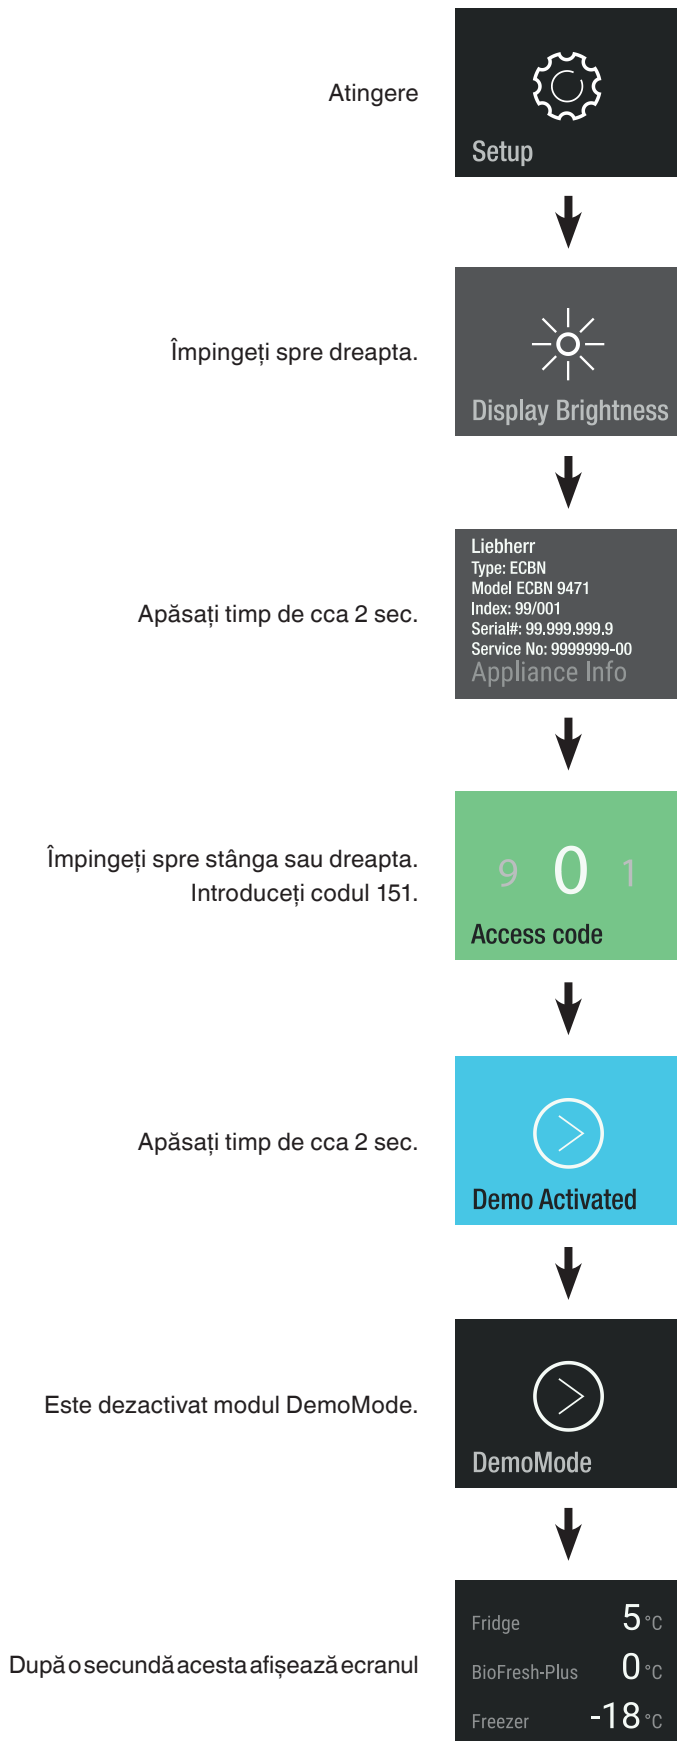 Atingere
Setup
Împingeți spre dreapta.
Display Brightness
Apăsați timp de cca 2 sec.
Liebherr
Type: ECBN
Model ECBN 9471
Index: 99/001
Serial#: 99.999.999.9
Service No: 9999999-00
Appliance Info
Împingeți spre stânga sau dreapta.
Introduceți codul 151.
9 0 1
Access code
Apăsați timp de cca 2 sec.
Demo Activated
Este dezactivat modul DemoMode.
DemoMode
După o secundă acesta afișează ecranul
Fridge 5 °C
BioFresh-Plus 0 °C
Freezer -18 °C